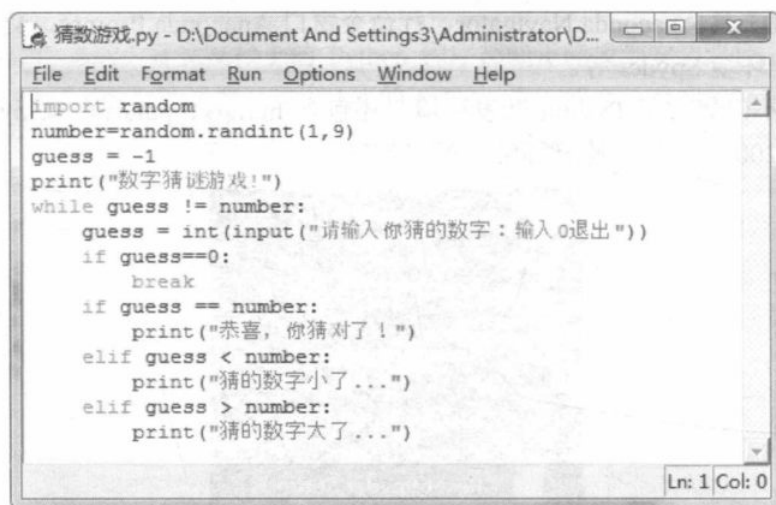 猜数游戏.py - D:\Document And Settings3\Administrator\D...
File Edit Format Run Options Window Help
import random
number=random.randint(1,9)
guess = -1
print("数字猜谜游戏!")
while guess != number:
    guess = int(input("请输入你猜的数字：输入0退出"))
    if guess==0:
        break
    if guess == number:
        print("恭喜，你猜对了！")
    elif guess < number:
        print("猜的数字小了...")
    elif guess > number:
        print("猜的数字大了...")
Ln: 1 Col: 0